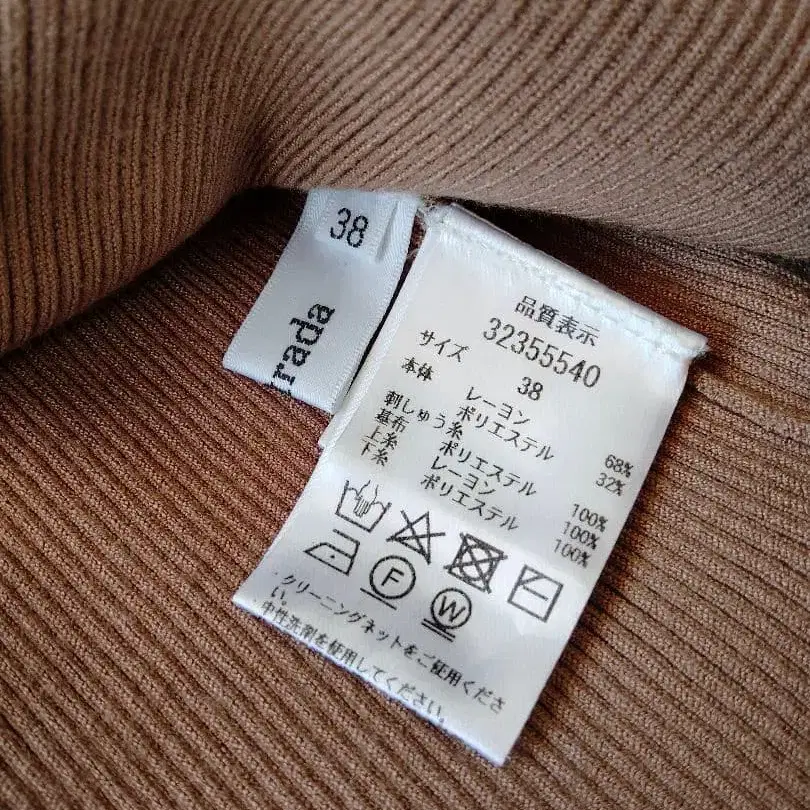 38
rada
品質表示
32355540
サイズ 38
本体 レーヨン 68%
ポリエステル 32%
刺しゅう糸
基布 ポリエステル 100%
上糸 レーヨン 100%
下糸 ポリエステル 100%
F
W
クリーニングネットをご使用くださ
い。
中性洗剤を使用してください。